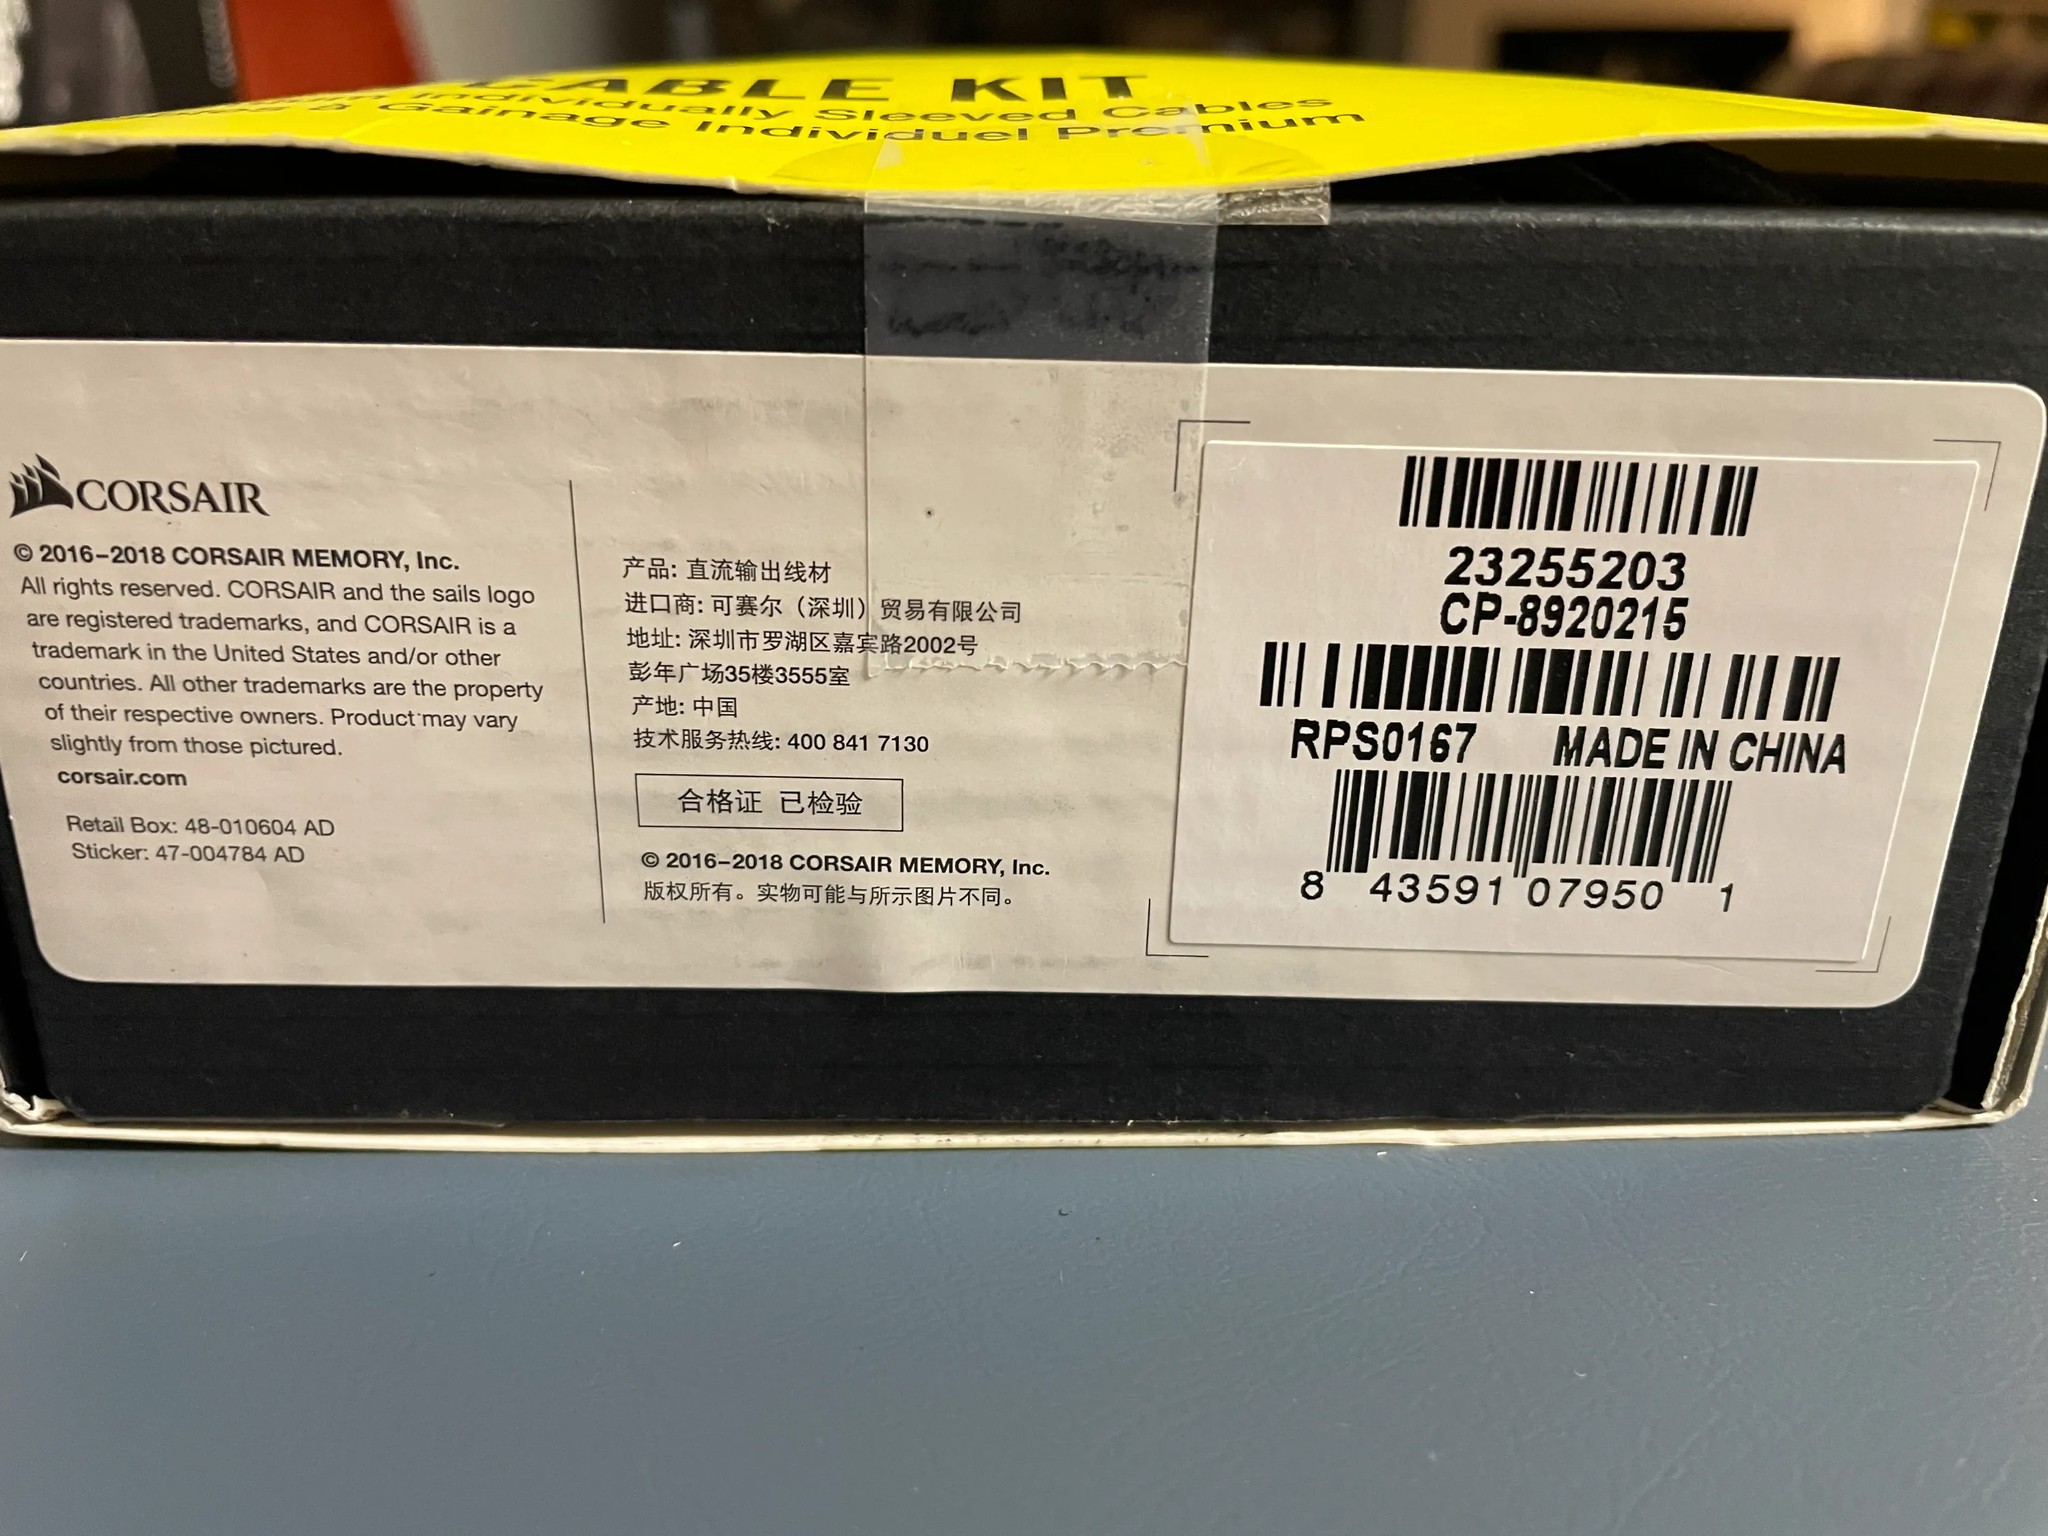 CABLE KIT
Individually Sleeved Cables
Gainage Individuel Premium
CORSAIR
© 2016–2018 CORSAIR MEMORY, Inc.
All rights reserved. CORSAIR and the sails logo
are registered trademarks, and CORSAIR is a
trademark in the United States and/or other
countries. All other trademarks are the property
of their respective owners. Product may vary
slightly from those pictured.
corsair.com
Retail Box: 48-010604 AD
Sticker: 47-004784 AD
产品: 直流输出线材
进口商: 可赛尔（深圳）贸易有限公司
地址: 深圳市罗湖区嘉宾路2002号
彭年广场35楼3555室
产地: 中国
技术服务热线: 400 841 7130
合格证 已检验
© 2016–2018 CORSAIR MEMORY, Inc.
版权所有。实物可能与所示图片不同。
23255203
CP-8920215
RPS0167 MADE IN CHINA
8 43591 07950 1